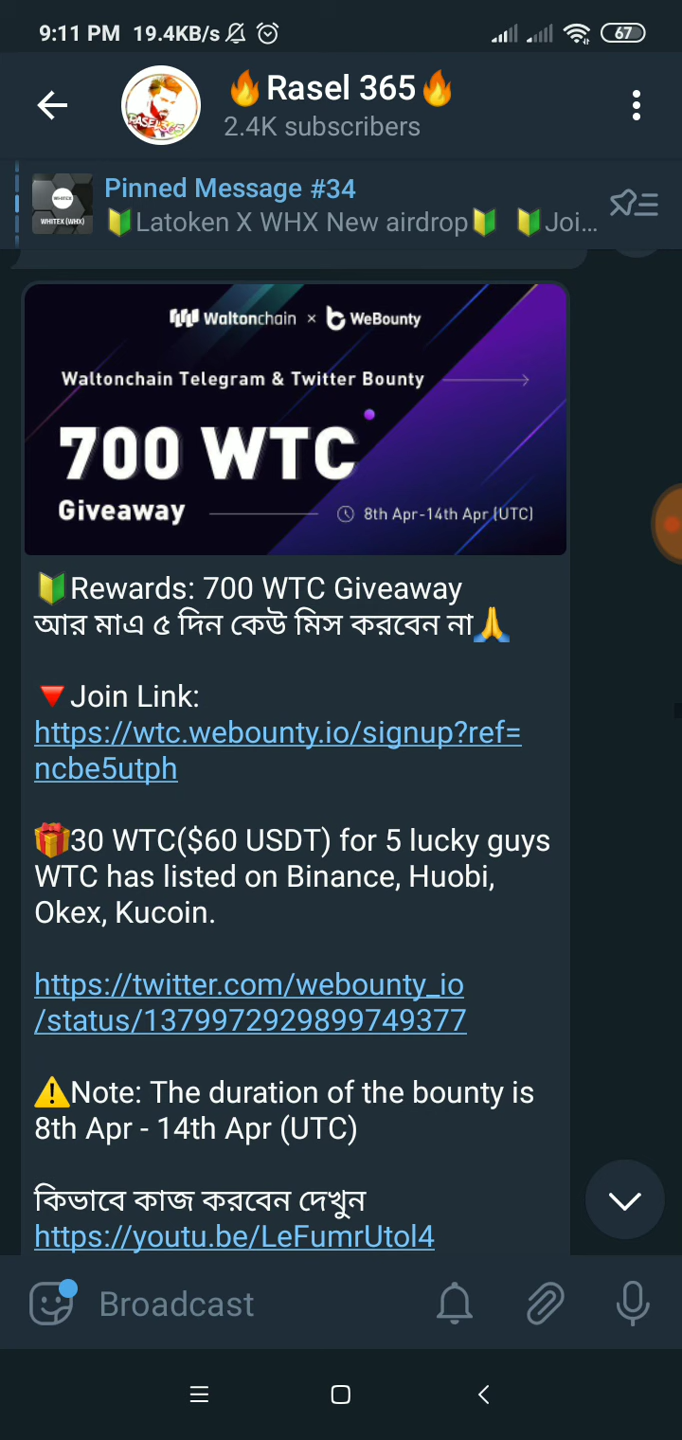 9:11 PM 19.4KB/s 67
🔥Rasel 365🔥
2.4K subscribers
Pinned Message #34
🔰Latoken X WHX New airdrop🔰 🔰Joi...
WHITEX (WHX)
Waltonchain × WeBounty
Waltonchain Telegram & Twitter Bounty
700 WTC
Giveaway
8th Apr-14th Apr (UTC)
🔰Rewards: 700 WTC Giveaway
আর মাএ ৫ দিন কেউ মিস করবেন না🙏
🔻Join Link:
https://wtc.webounty.io/signup?ref=
ncbe5utph
🎁30 WTC($60 USDT) for 5 lucky guys
WTC has listed on Binance, Huobi,
Okex, Kucoin.
https://twitter.com/webounty_io
/status/1379972929899749377
⚠️Note: The duration of the bounty is
8th Apr - 14th Apr (UTC)
কিভাবে কাজ করবেন দেখুন
https://youtu.be/LeFumrUtol4
Broadcast